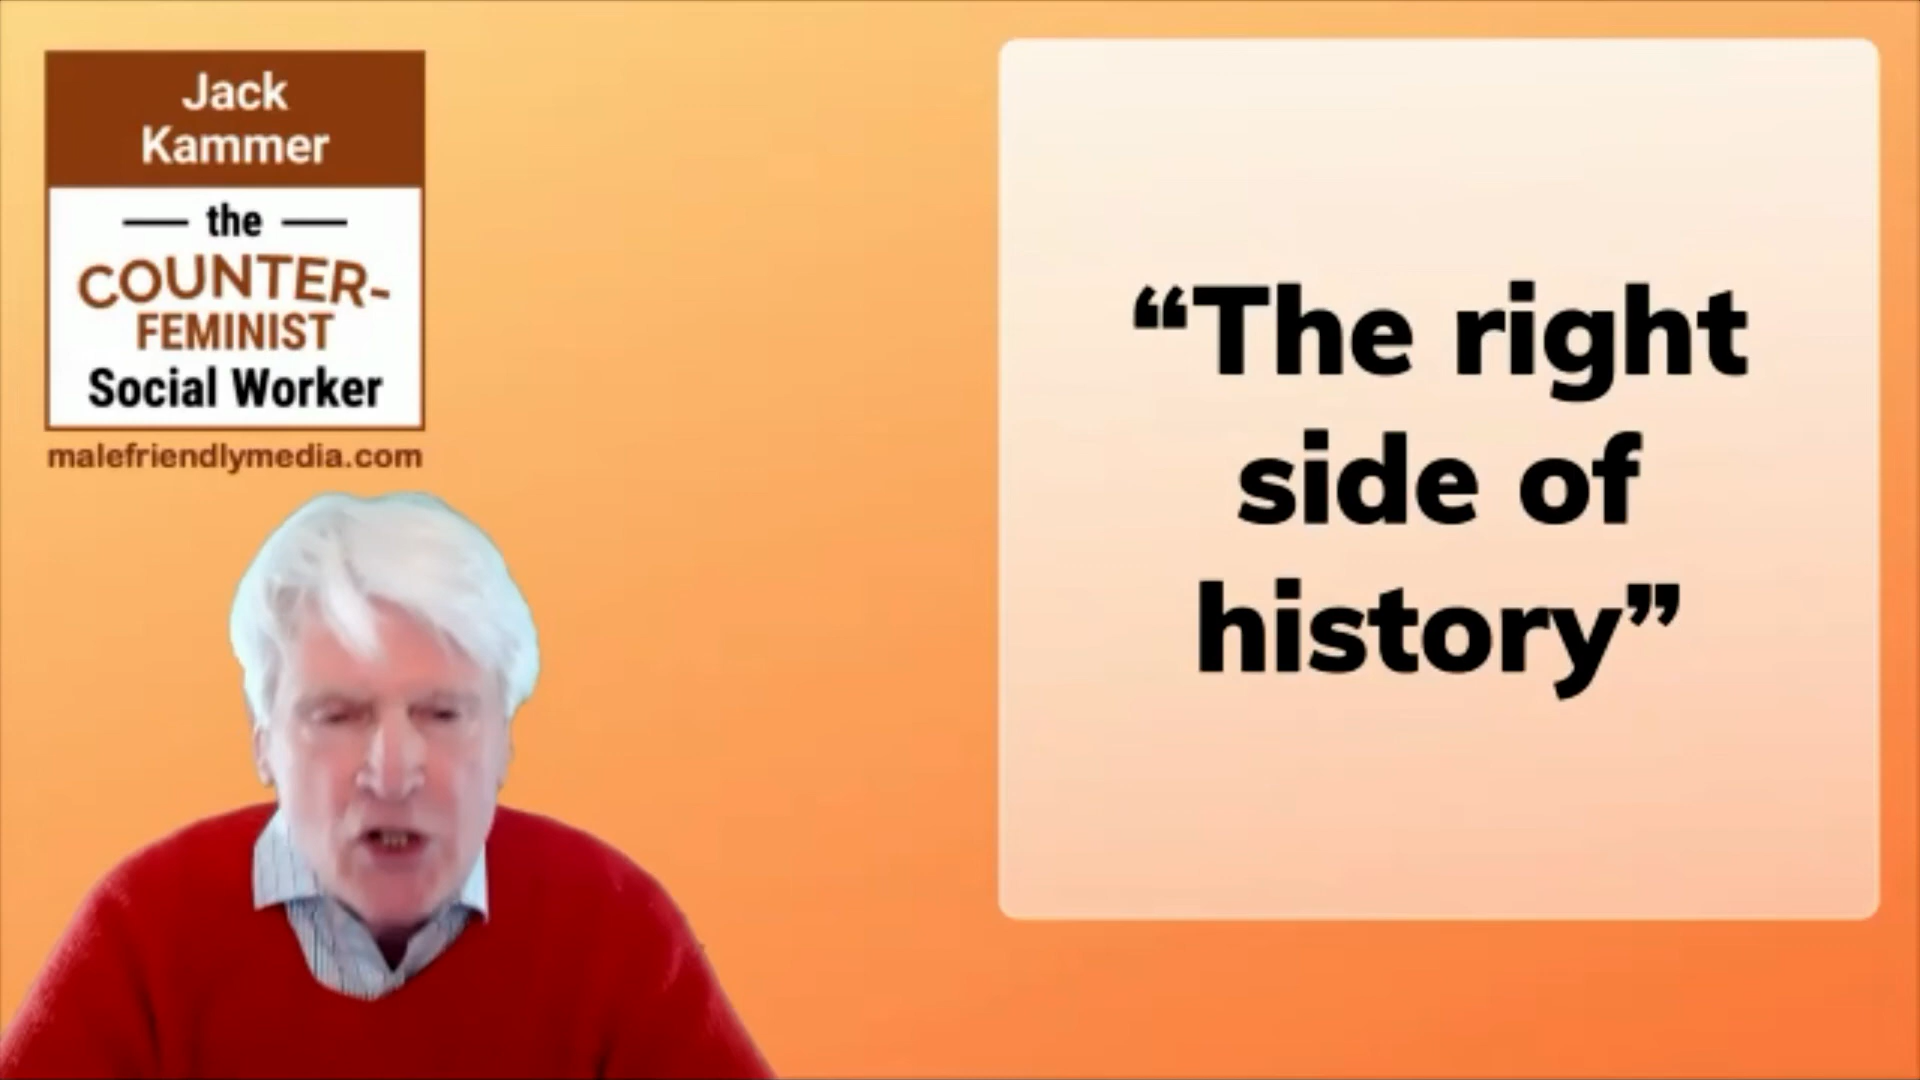 Jack
Kammer
the
COUNTER-
FEMINIST
Social Worker
malefriendlymedia.com
“The right
side of
history”